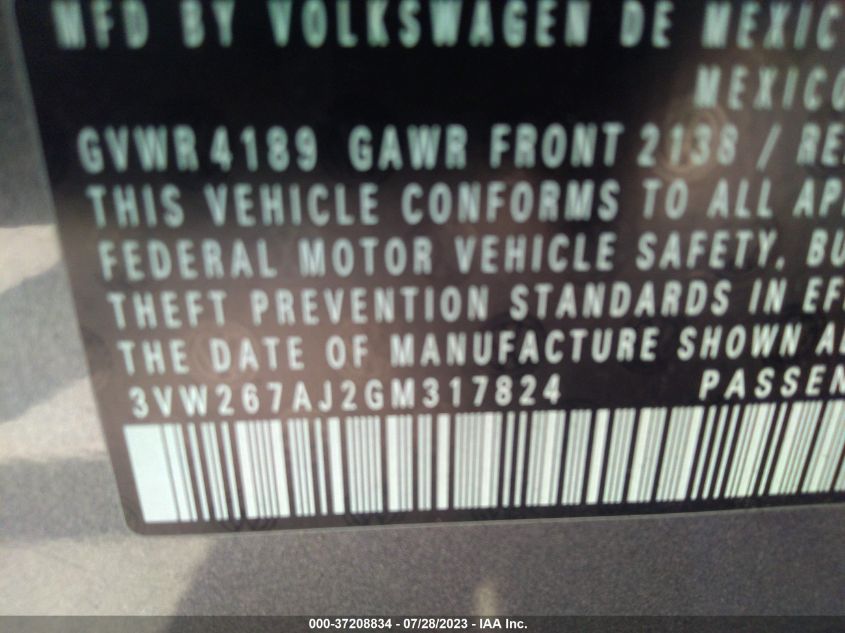 MFD BY VOLKSWAGEN DE MEXIC
MEXICO
GVWR 4189 GAWR FRONT 2138 / RE
THIS VEHICLE CONFORMS TO ALL AP
FEDERAL MOTOR VEHICLE SAFETY, BU
THEFT PREVENTION STANDARDS IN EF
THE DATE OF MANUFACTURE SHOWN A
3VW267AJ2GM317824 PASSEN
000-37208834 - 07/28/2023 - IAA Inc.